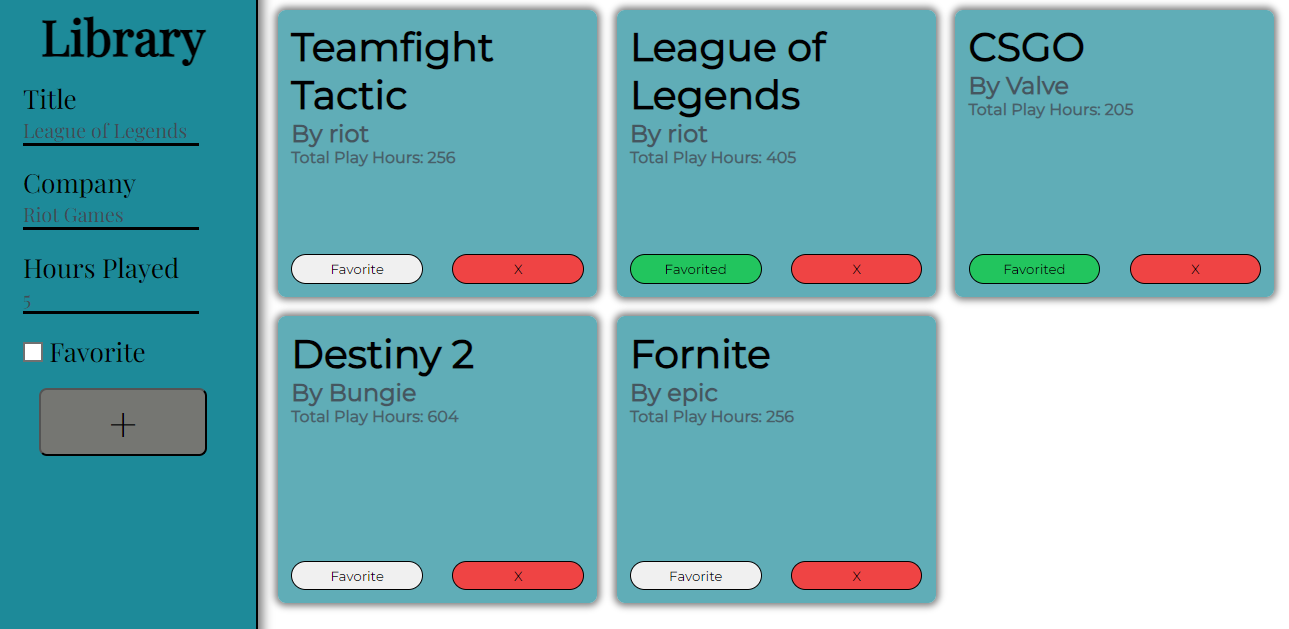 Library
Title
League of Legends
Company
Riot Games
Hours Played
5
Favorite
+
Teamfight
Tactic
By riot
Total Play Hours: 256
Favorite
X
League of
Legends
By riot
Total Play Hours: 405
Favorited
X
CSGO
By Valve
Total Play Hours: 205
Favorited
X
Destiny 2
By Bungie
Total Play Hours: 604
Favorite
X
Fornite
By epic
Total Play Hours: 256
Favorite
X